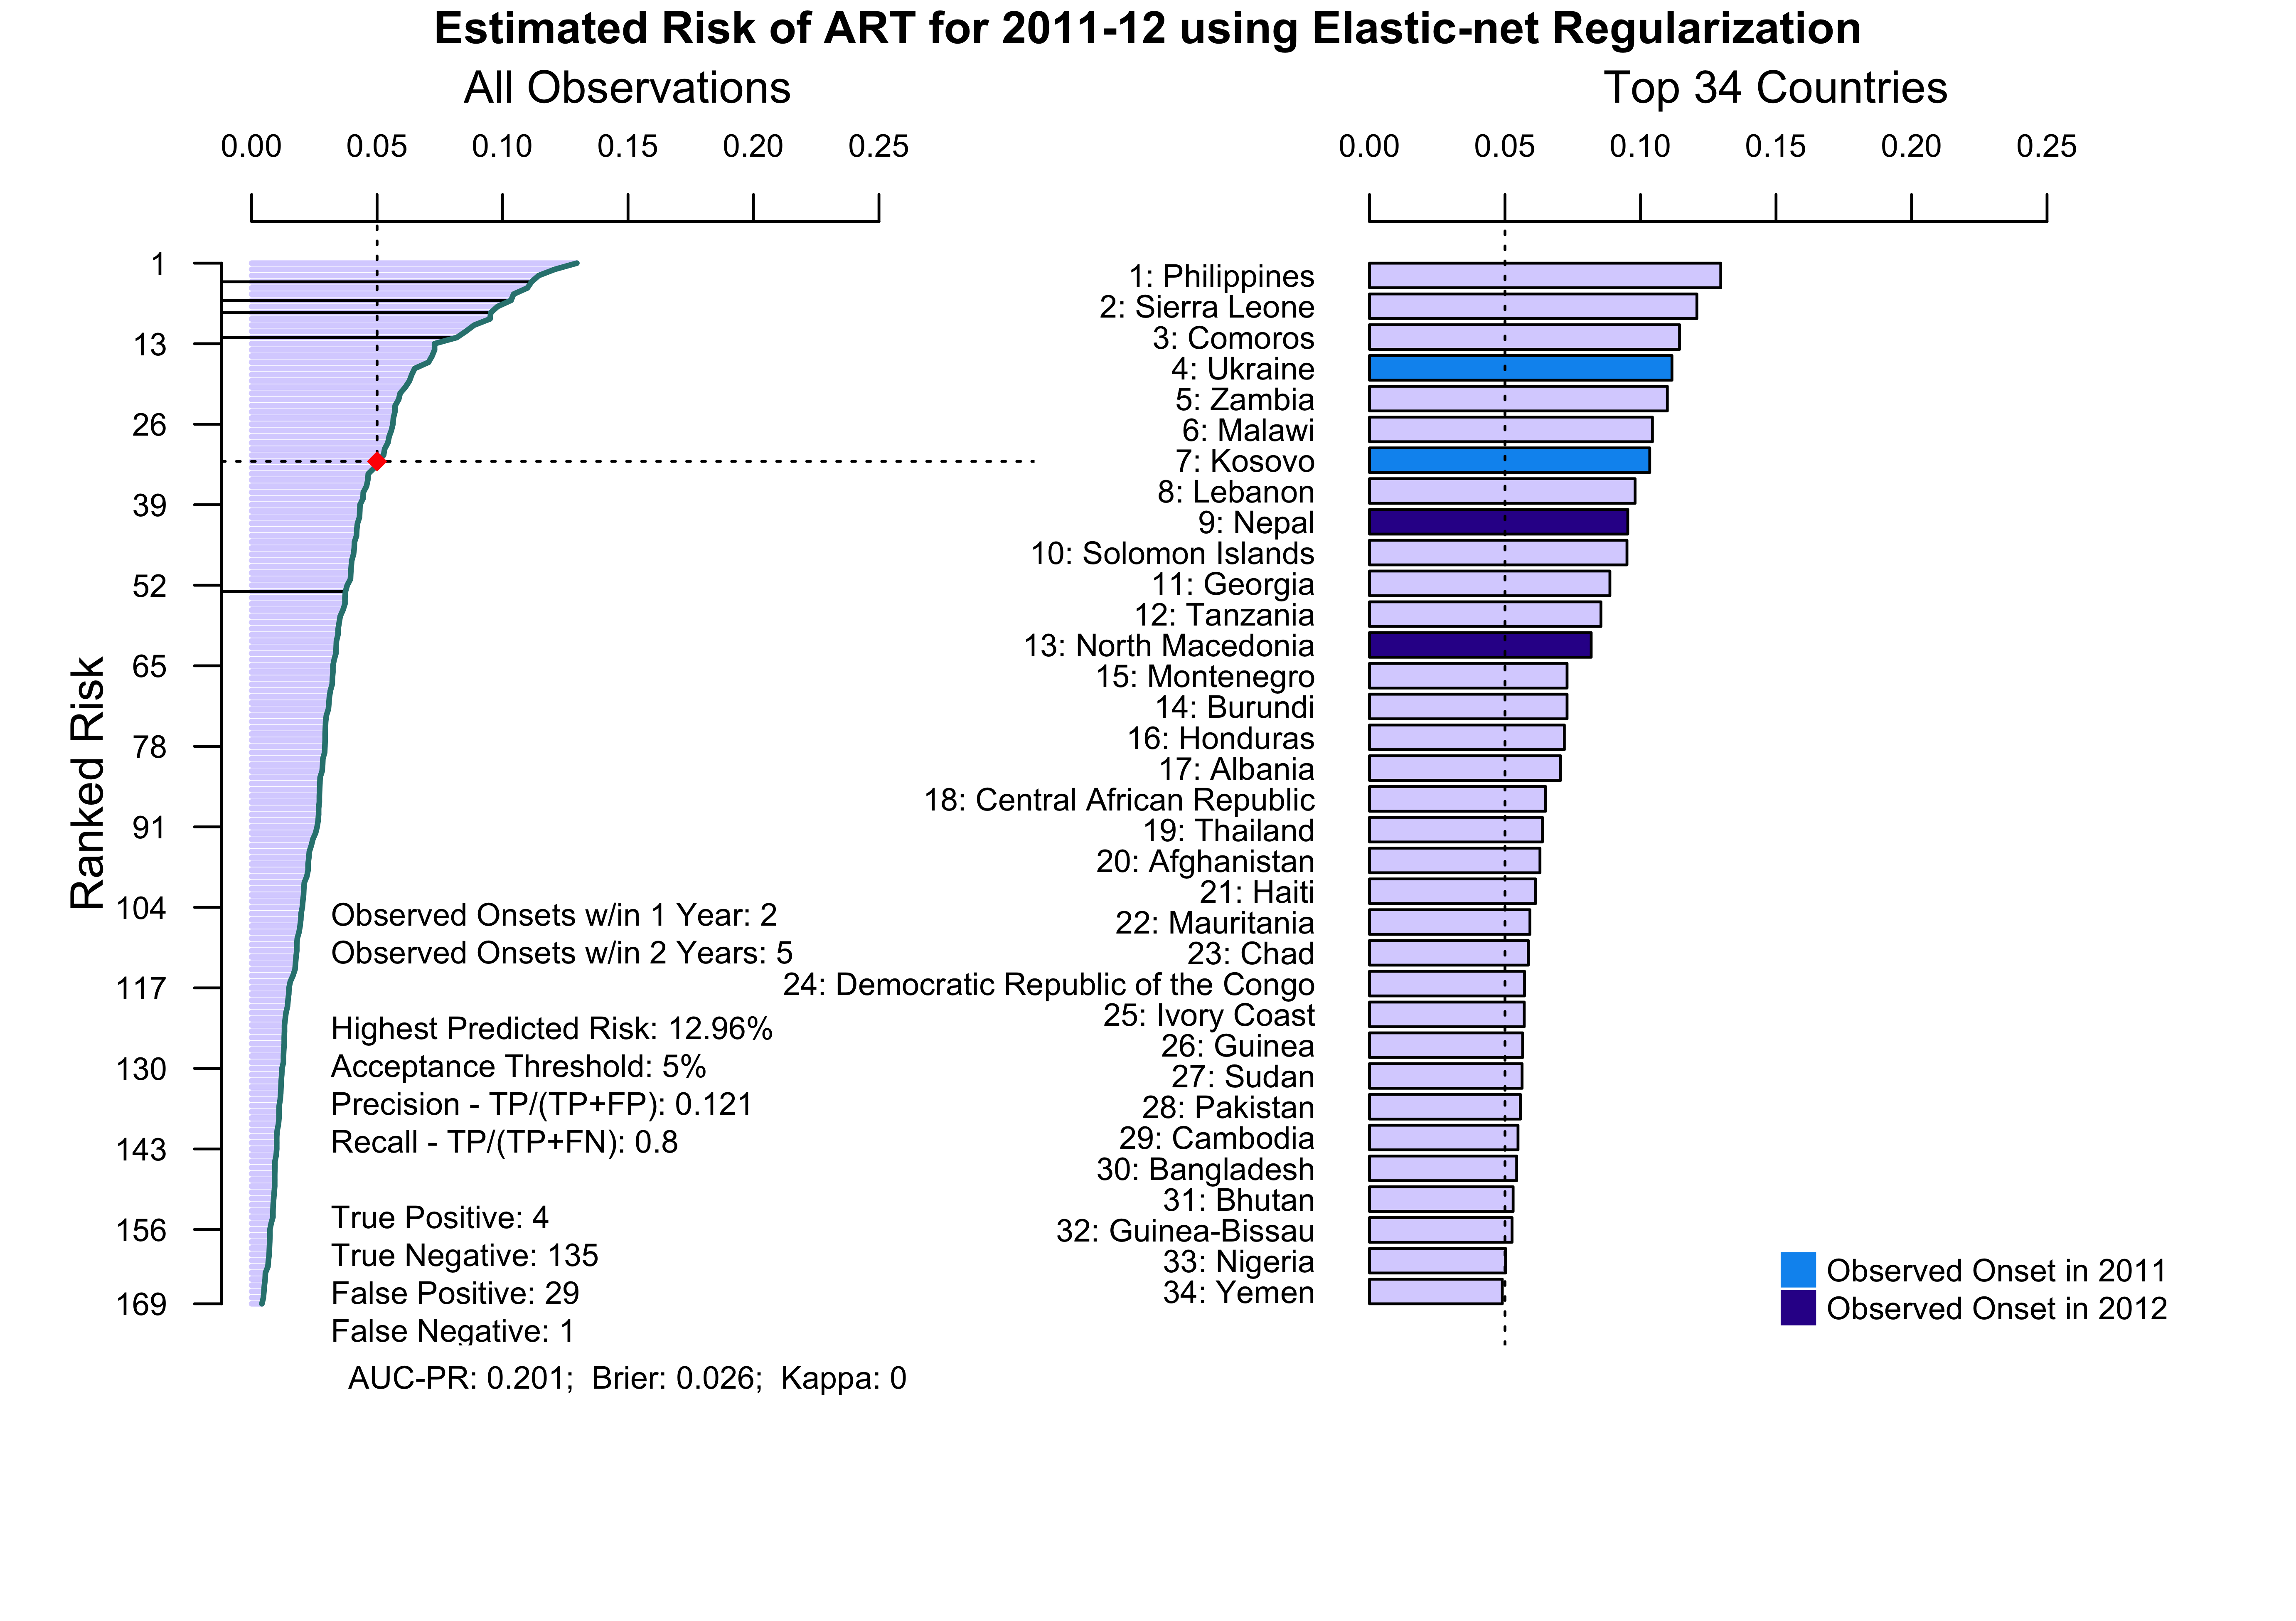 Estimated Risk of ART for 2011-12 using Elastic-net Regularization
All Observations
0.00 0.05 0.10 0.15 0.20 0.25
Ranked Risk
1
13
26
39
52
65
78
91
104
117
130
143
156
169
Observed Onsets w/in 1 Year: 2
Observed Onsets w/in 2 Years: 5
Highest Predicted Risk: 12.96%
Acceptance Threshold: 5%
Precision - TP/(TP+FP): 0.121
Recall - TP/(TP+FN): 0.8
True Positive: 4
True Negative: 135
False Positive: 29
False Negative: 1
AUC-PR: 0.201; Brier: 0.026; Kappa: 0
Top 34 Countries
0.00 0.05 0.10 0.15 0.20 0.25
1: Philippines
2: Sierra Leone
3: Comoros
4: Ukraine
5: Zambia
6: Malawi
7: Kosovo
8: Lebanon
9: Nepal
10: Solomon Islands
11: Georgia
12: Tanzania
13: North Macedonia
15: Montenegro
14: Burundi
16: Honduras
17: Albania
18: Central African Republic
19: Thailand
20: Afghanistan
21: Haiti
22: Mauritania
23: Chad
24: Democratic Republic of the Congo
25: Ivory Coast
26: Guinea
27: Sudan
28: Pakistan
29: Cambodia
30: Bangladesh
31: Bhutan
32: Guinea-Bissau
33: Nigeria
34: Yemen
Observed Onset in 2011
Observed Onset in 2012